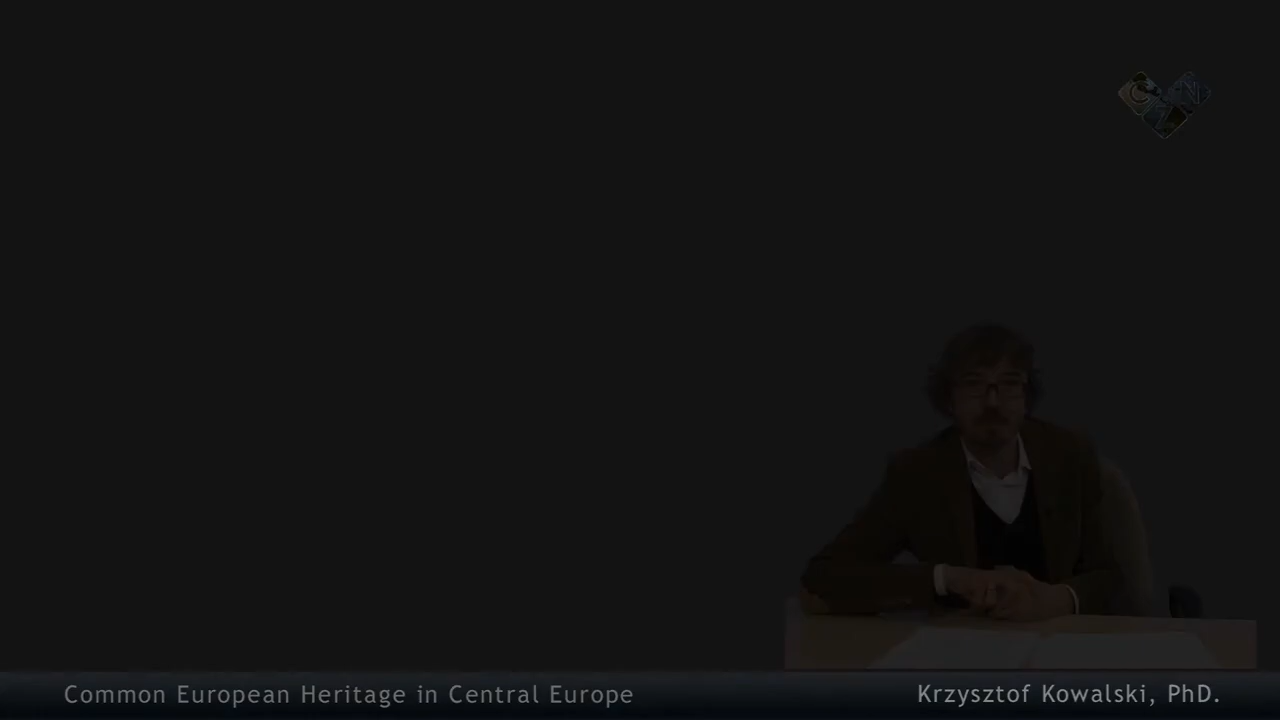 C N
Z
Common European Heritage in Central Europe
Krzysztof Kowalski, PhD.